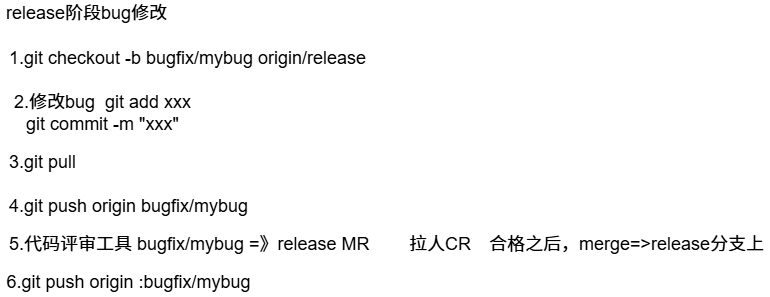 release阶段bug修改
1.git checkout -b bugfix/mybug origin/release
2.修改bug  git add xxx
git commit -m "xxx"
3.git pull
4.git push origin bugfix/mybug
5.代码评审工具 bugfix/mybug =》release MR        拉人CR    合格之后，merge=>release分支上
6.git push origin :bugfix/mybug